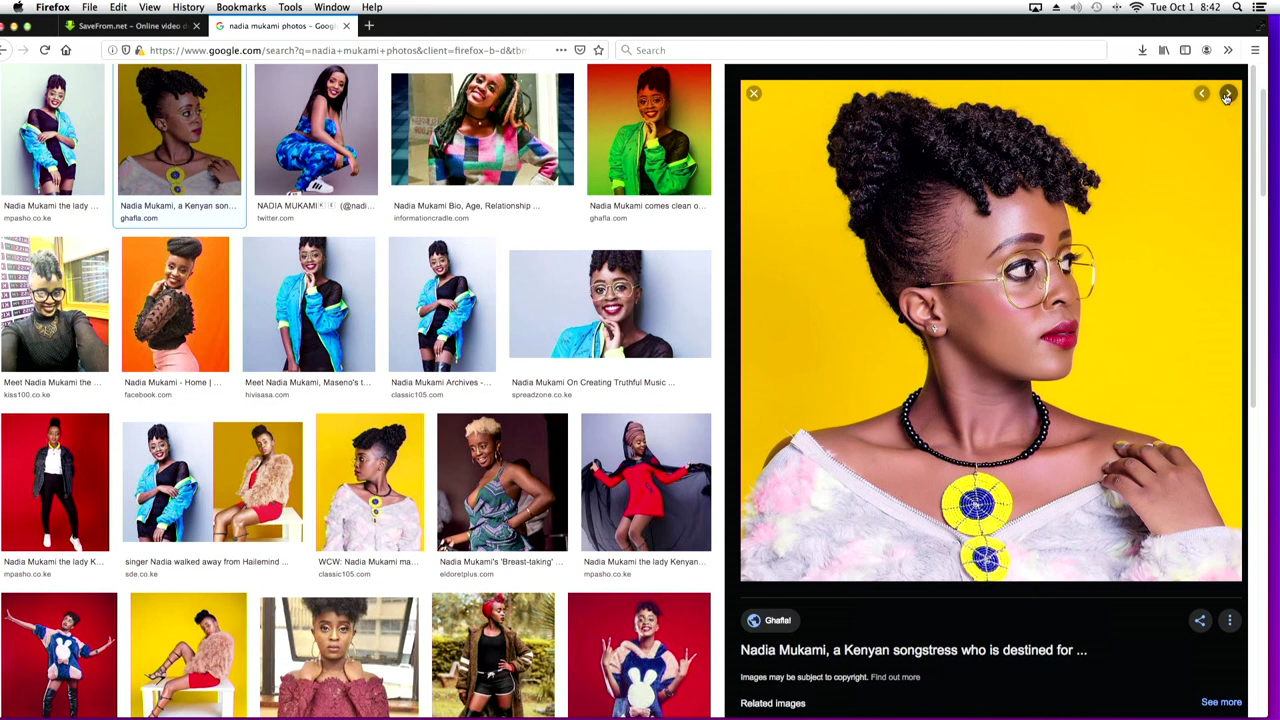 Firefox File Edit View History Bookmarks Tools Window Help
Tue Oct 1 8:42
SaveFrom.net – Online video d
nadia mukami photos - Googl
https://www.google.com/search?q=nadia+mukami+photos&client=firefox-b-d&tbm
Search
Nadia Mukami the lady ...
mpasho.co.ke
Nadia Mukami, a Kenyan son...
ghafla.com
NADIA MUKAMI🇰🇪 (@nadi...
twitter.com
Nadia Mukami Bio, Age, Relationship ...
informationcradle.com
Nadia Mukami comes clean o...
ghafla.com
Meet Nadia Mukami the ...
kiss100.co.ke
Nadia Mukami - Home | ...
facebook.com
Meet Nadia Mukami, Maseno's t...
hivisasa.com
Nadia Mukami Archives -...
classic105.com
Nadia Mukami On Creating Truthful Music ...
spreadzone.co.ke
Nadia Mukami the lady K...
mpasho.co.ke
singer Nadia walked away from Hailemind ...
sde.co.ke
WCW: Nadia Mukami ma...
classic105.com
Nadia Mukami's 'Breast-taking' ...
eldoretplus.com
Nadia Mukami the lady Kenyan...
mpasho.co.ke
Ghafla!
Nadia Mukami, a Kenyan songstress who is destined for ...
Images may be subject to copyright. Find out more
Related images
See more